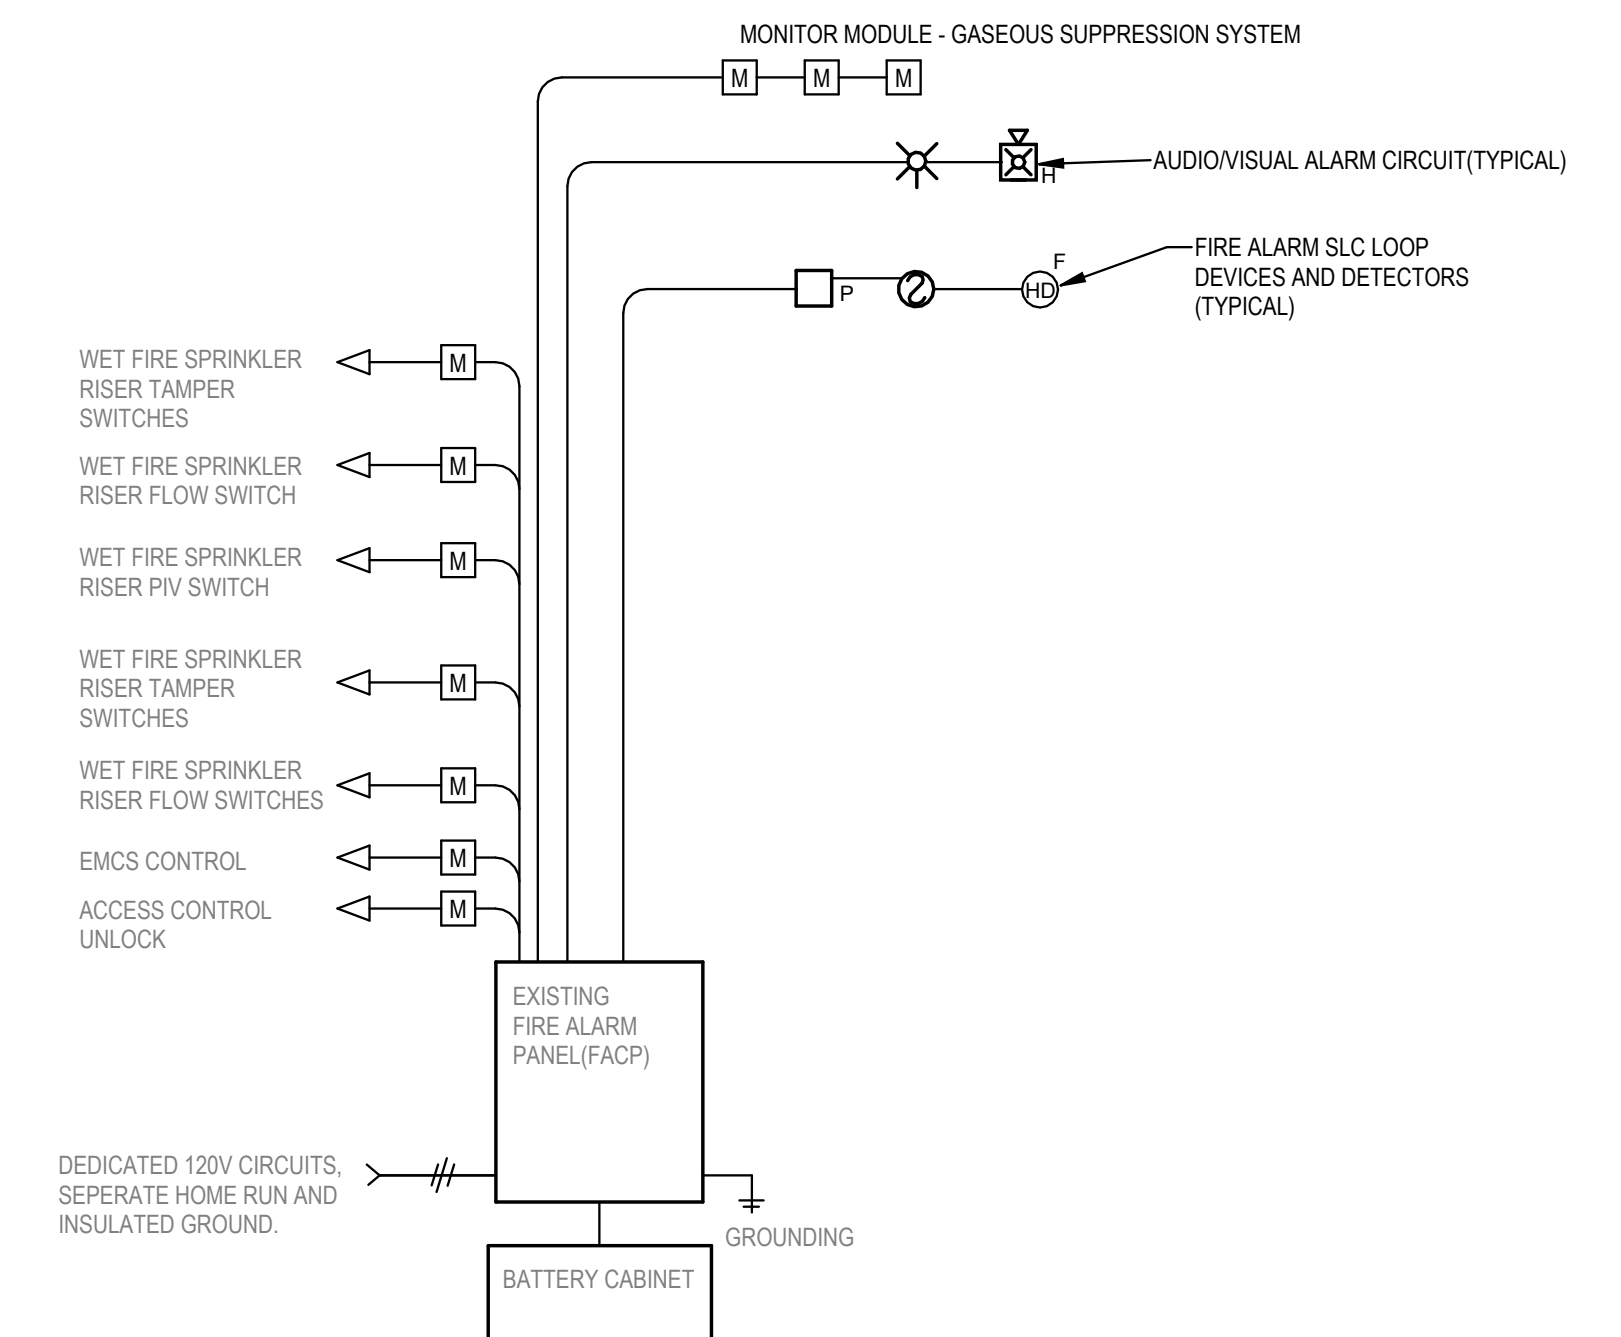 MONITOR MODULE - GASEOUS SUPPRESSION SYSTEM
M M M
AUDIO/VISUAL ALARM CIRCUIT(TYPICAL)
H
FIRE ALARM SLC LOOP
DEVICES AND DETECTORS
(TYPICAL)
F
P
HD
WET FIRE SPRINKLER
RISER TAMPER
SWITCHES
M
WET FIRE SPRINKLER
RISER FLOW SWITCH
M
WET FIRE SPRINKLER
RISER PIV SWITCH
M
WET FIRE SPRINKLER
RISER TAMPER
SWITCHES
M
WET FIRE SPRINKLER
RISER FLOW SWITCHES
M
EMCS CONTROL
M
ACCESS CONTROL
UNLOCK
M
EXISTING
FIRE ALARM
PANEL(FACP)
DEDICATED 120V CIRCUITS,
SEPERATE HOME RUN AND
INSULATED GROUND.
GROUNDING
BATTERY CABINET